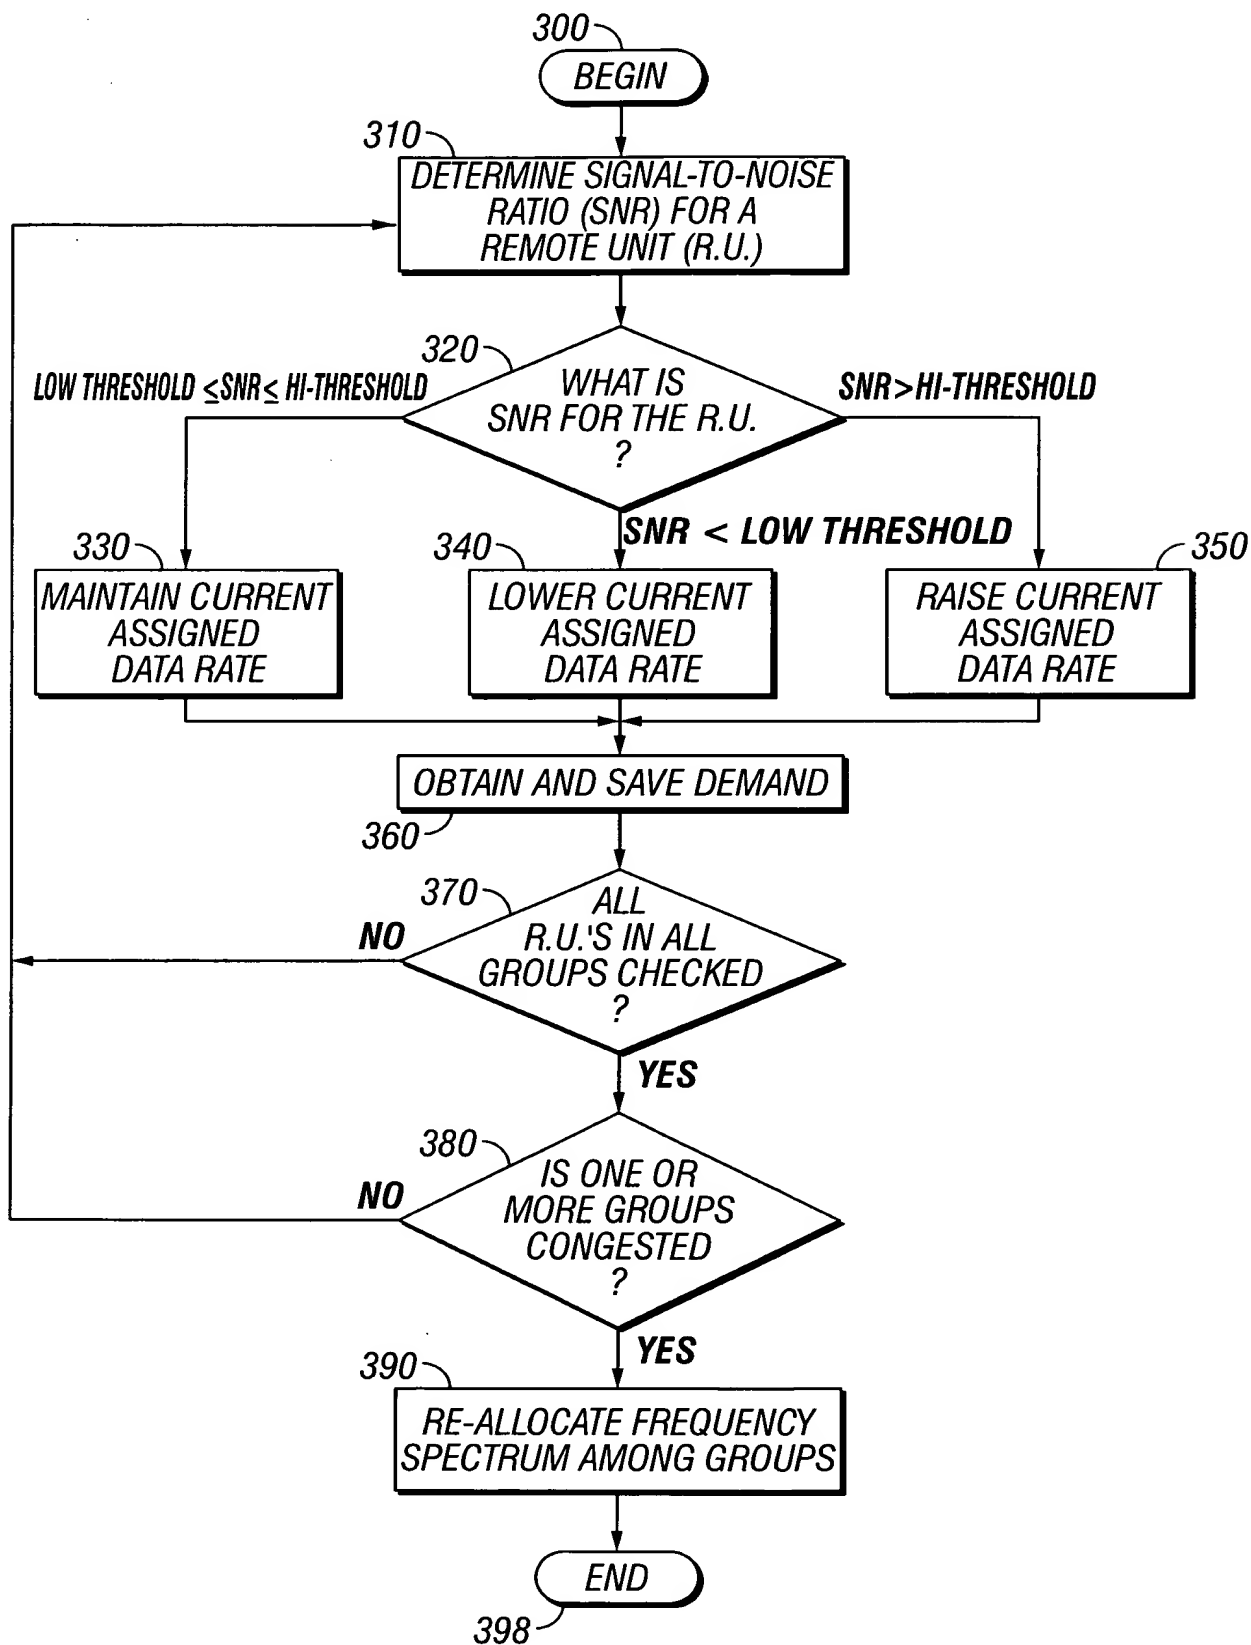 300
BEGIN
310
DETERMINE SIGNAL-TO-NOISE
RATIO (SNR) FOR A
REMOTE UNIT (R.U.)
320
WHAT IS
SNR FOR THE R.U.
?
LOW THRESHOLD ≤SNR≤ HI-THRESHOLD
SNR>HI-THRESHOLD
SNR < LOW THRESHOLD
330
MAINTAIN CURRENT
ASSIGNED
DATA RATE
340
LOWER CURRENT
ASSIGNED
DATA RATE
350
RAISE CURRENT
ASSIGNED
DATA RATE
OBTAIN AND SAVE DEMAND
360
370
ALL
R.U.'S IN ALL
GROUPS CHECKED
?
NO
YES
380
IS ONE OR
MORE GROUPS
CONGESTED
?
NO
YES
390
RE-ALLOCATE FREQUENCY
SPECTRUM AMONG GROUPS
END
398